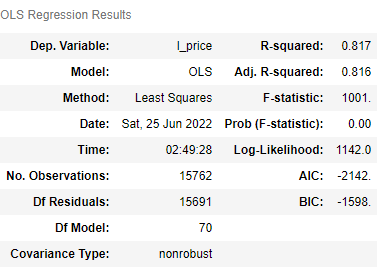 OLS Regression Results
Dep. Variable: l_price R-squared: 0.817
Model: OLS Adj. R-squared: 0.816
Method: Least Squares F-statistic: 1001.
Date: Sat, 25 Jun 2022 Prob (F-statistic): 0.00
Time: 02:49:28 Log-Likelihood: 1142.0
No. Observations: 15762 AIC: -2142.
Df Residuals: 15691 BIC: -1598.
Df Model: 70
Covariance Type: nonrobust